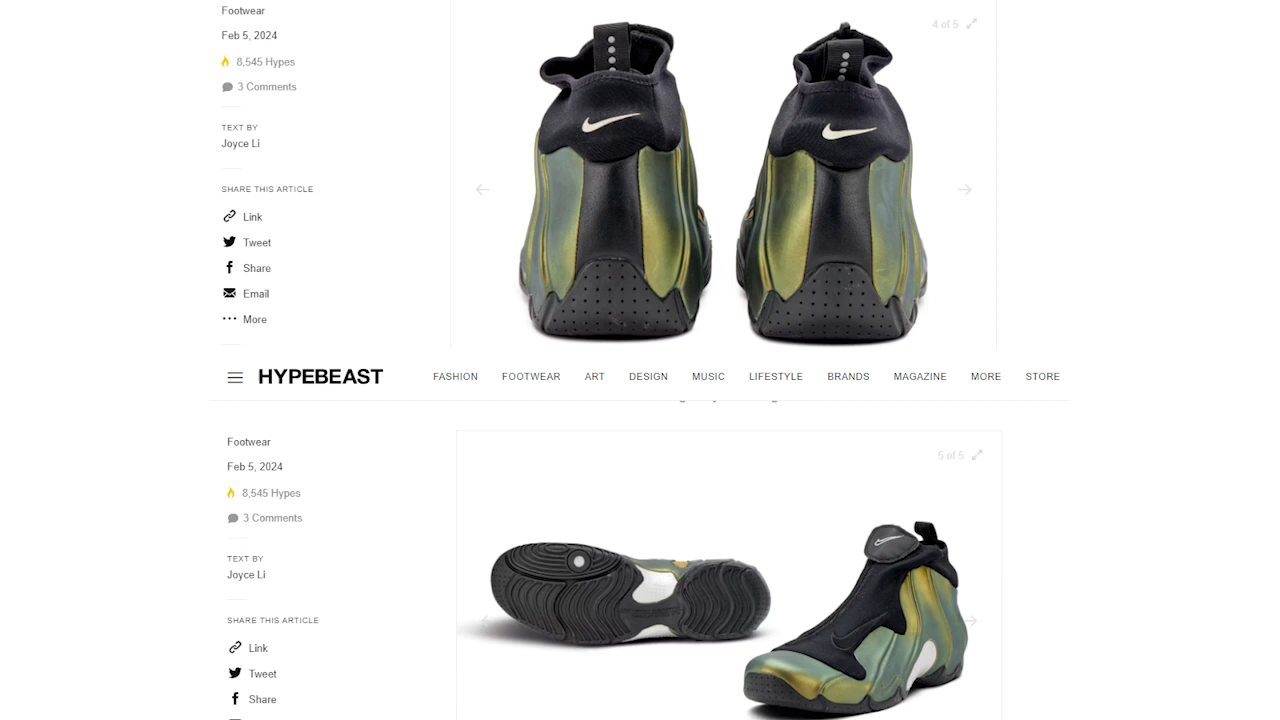 Footwear
Feb 5, 2024
8,545 Hypes
3 Comments
TEXT BY
Joyce Li
SHARE THIS ARTICLE
Link
Tweet
Share
Email
More
4 of 5
HYPEBEAST
FASHION FOOTWEAR ART DESIGN MUSIC LIFESTYLE BRANDS MAGAZINE MORE STORE
Footwear
Feb 5, 2024
8,545 Hypes
3 Comments
TEXT BY
Joyce Li
SHARE THIS ARTICLE
Link
Tweet
Share
5 of 5